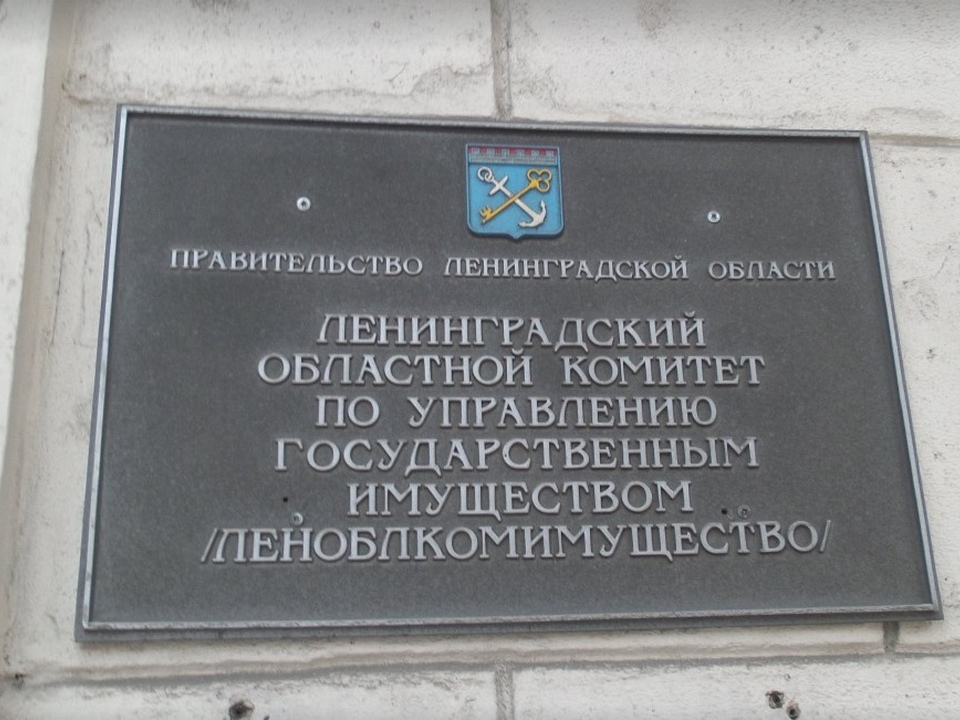 ПРАВИТЕЛЬСТВО ЛЕНИНГРАДСКОЙ ОБЛАСТИ
ЛЕНИНГРАДСКИЙ
ОБЛАСТНОЙ КОМИТЕТ
ПО УПРАВЛЕНИЮ
ГОСУДАРСТВЕННЫМ
ИМУЩЕСТВОМ
/ЛЕНОБЛКОМИМУЩЕСТВО/